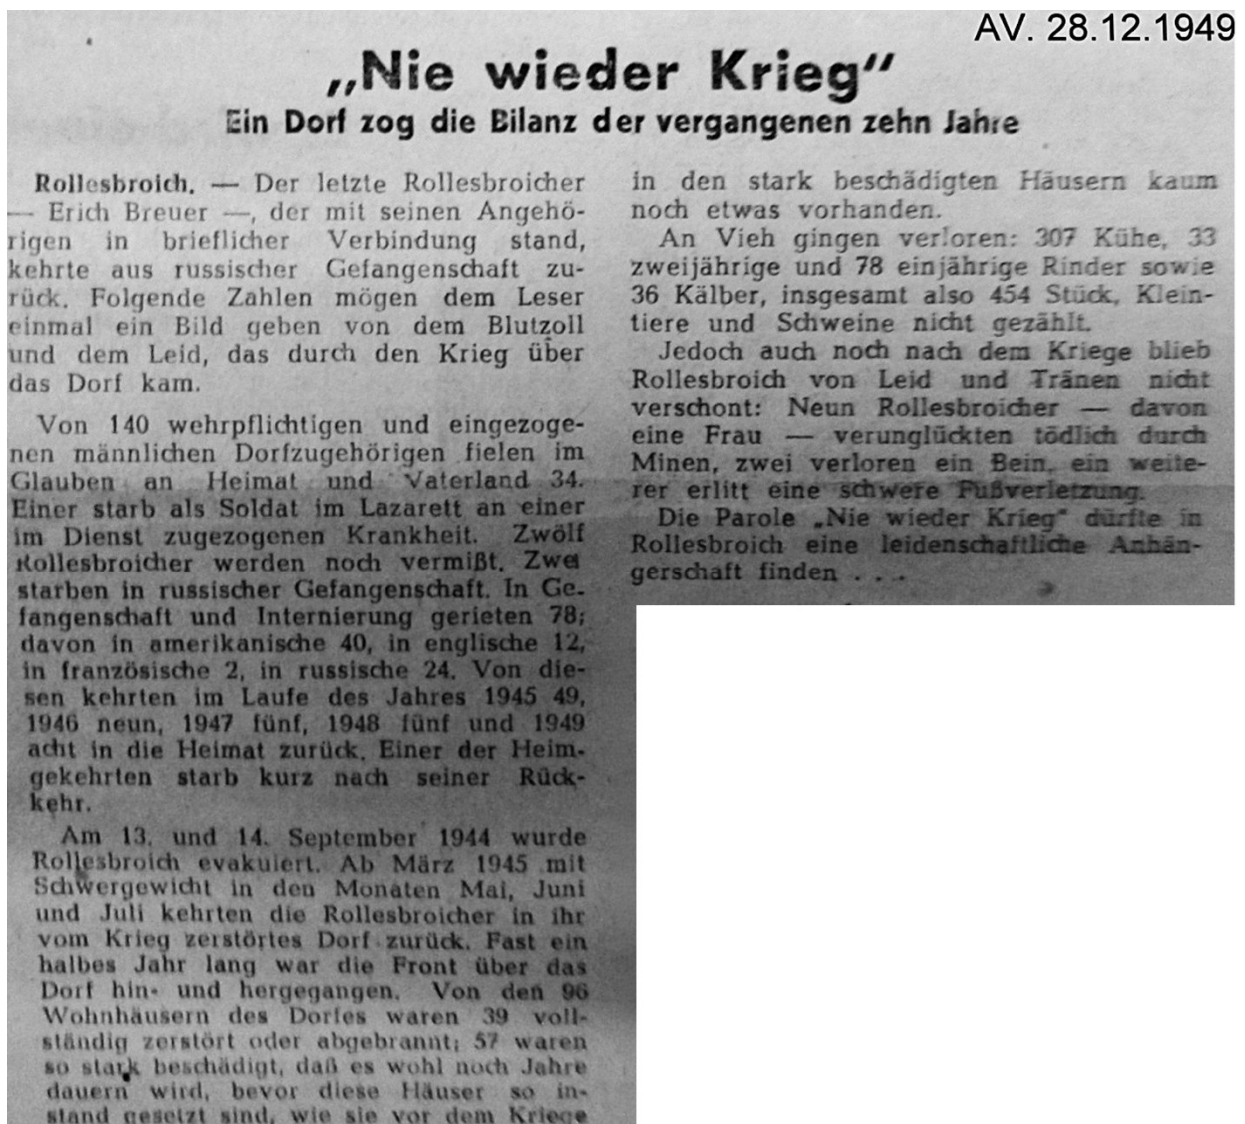 AV. 28.12.1949
„Nie wieder Krieg“
Ein Dorf zog die Bilanz der vergangenen zehn Jahre
Rollesbroich. — Der letzte Rollesbroicher
— Erich Breuer —, der mit seinen Angehö-
rigen in brieflicher Verbindung stand,
kehrte aus russischer Gefangenschaft zu-
rück. Folgende Zahlen mögen dem Leser
einmal ein Bild geben von dem Blutzoll
und dem Leid, das durch den Krieg über
das Dorf kam.
Von 140 wehrpflichtigen und eingezoge-
nen männlichen Dorfzugehörigen fielen im
Glauben an Heimat und Vaterland 34.
Einer starb als Soldat im Lazarett an einer
im Dienst zugezogenen Krankheit. Zwölf
Rollesbroicher werden noch vermißt. Zwei
starben in russischer Gefangenschaft. In Ge-
fangenschaft und Internierung gerieten 78;
davon in amerikanische 40, in englische 12,
in französische 2, in russische 24. Von die-
sen kehrten im Laufe des Jahres 1945 49,
1946 neun, 1947 fünf, 1948 fünf und 1949
acht in die Heimat zurück. Einer der Heim-
gekehrten starb kurz nach seiner Rück-
kehr.
Am 13. und 14. September 1944 wurde
Rollesbroich evakuiert. Ab März 1945 mit
Schwergewicht in den Monaten Mai, Juni
und Juli kehrten die Rollesbroicher in ihr
vom Krieg zerstörtes Dorf zurück. Fast ein
halbes Jahr lang war die Front über das
Dorf hin- und hergegangen. Von den 96
Wohnhäusern des Dorfes waren 39 voll-
ständig zerstört oder abgebrannt; 57 waren
so stark beschädigt, daß es wohl noch Jahre
dauern wird, bevor diese Häuser so in-
stand gesetzt sind, wie sie vor dem Kriege
in den stark beschädigten Häusern kaum
noch etwas vorhanden.
An Vieh gingen verloren: 307 Kühe, 33
zweijährige und 78 einjährige Rinder sowie
36 Kälber, insgesamt also 454 Stück, Klein-
tiere und Schweine nicht gezählt.
Jedoch auch noch nach dem Kriege blieb
Rollesbroich von Leid und Tränen nicht
verschont: Neun Rollesbroicher — davon
eine Frau — verunglückten tödlich durch
Minen, zwei verloren ein Bein, ein weite-
rer erlitt eine schwere Fußverletzung.
Die Parole „Nie wieder Krieg“ dürfte in
Rollesbroich eine leidenschaftliche Anhän-
gerschaft finden . . .